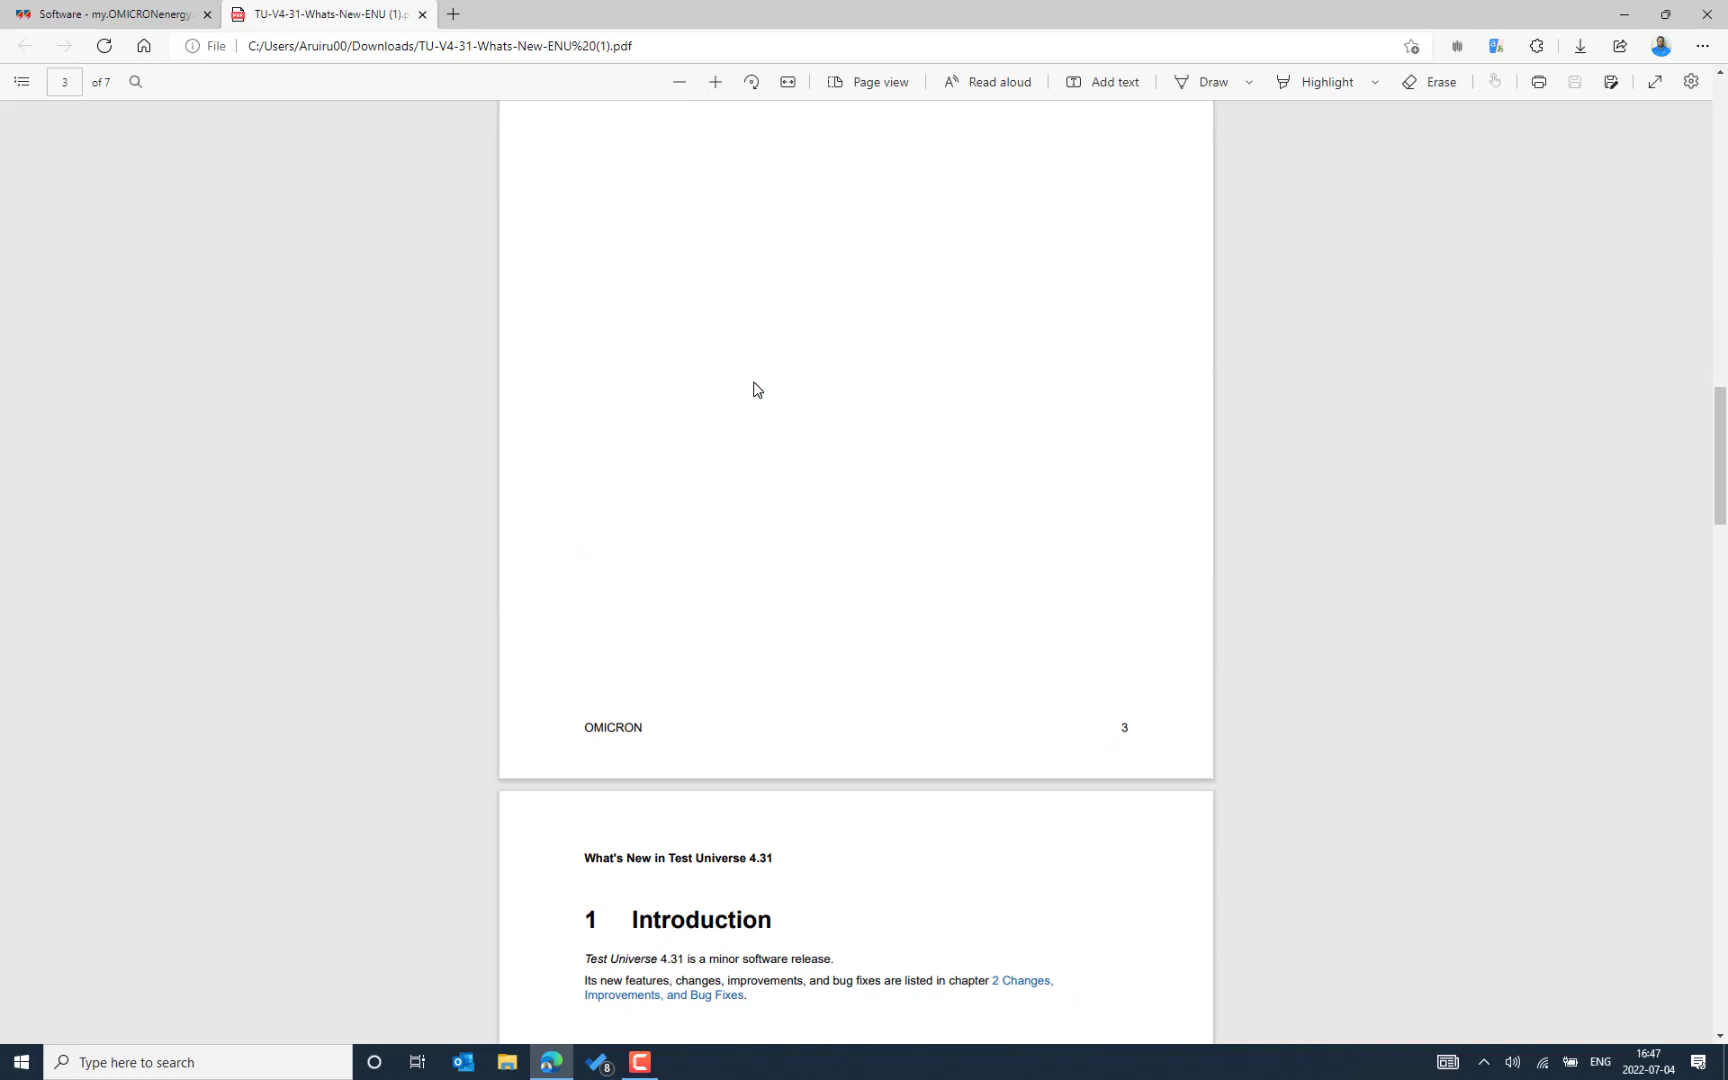 Software - my.OMICRONenergy
TU-V4-31-Whats-New-ENU (1).p
File
C:/Users/Aruiru00/Downloads/TU-V4-31-Whats-New-ENU%20(1).pdf
3
of 7
Page view
Read aloud
Add text
Draw
Highlight
Erase
OMICRON
3
What's New in Test Universe 4.31
1 Introduction
Test Universe 4.31 is a minor software release.
Its new features, changes, improvements, and bug fixes are listed in chapter 2 Changes,
Improvements, and Bug Fixes.
Type here to search
8
ENG
16:47
2022-07-04